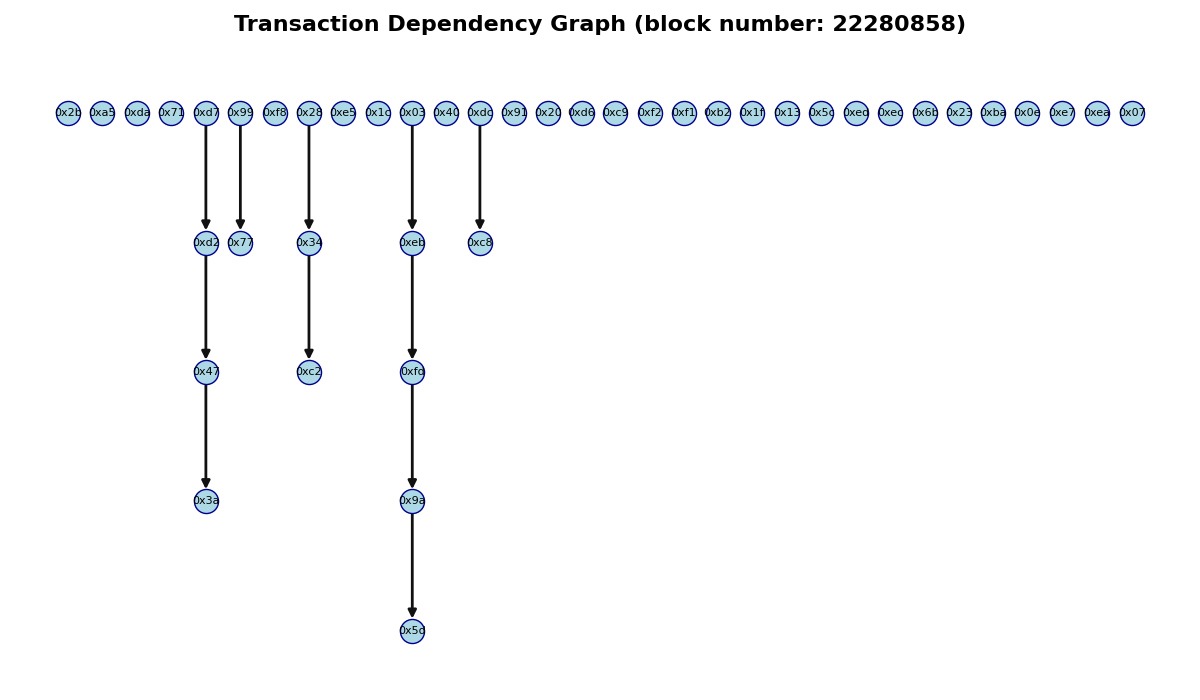 Transaction Dependency Graph (block number: 22280858)
0x2b 0xa5 0xda 0x71 0xd7 0x99 0xf8 0x28 0xe5 0x1c 0x03 0x40 0xdc 0x91 0x20 0xd6 0xc9 0xf2 0xf1 0xb2 0x1f 0x13 0x5c 0xed 0xec 0x6b 0x23 0xba 0x0e 0xe7 0xea 0x07
0xd2 0x77 0x34 0xeb 0xc8
0x47 0xc2
0x3a 0x9a